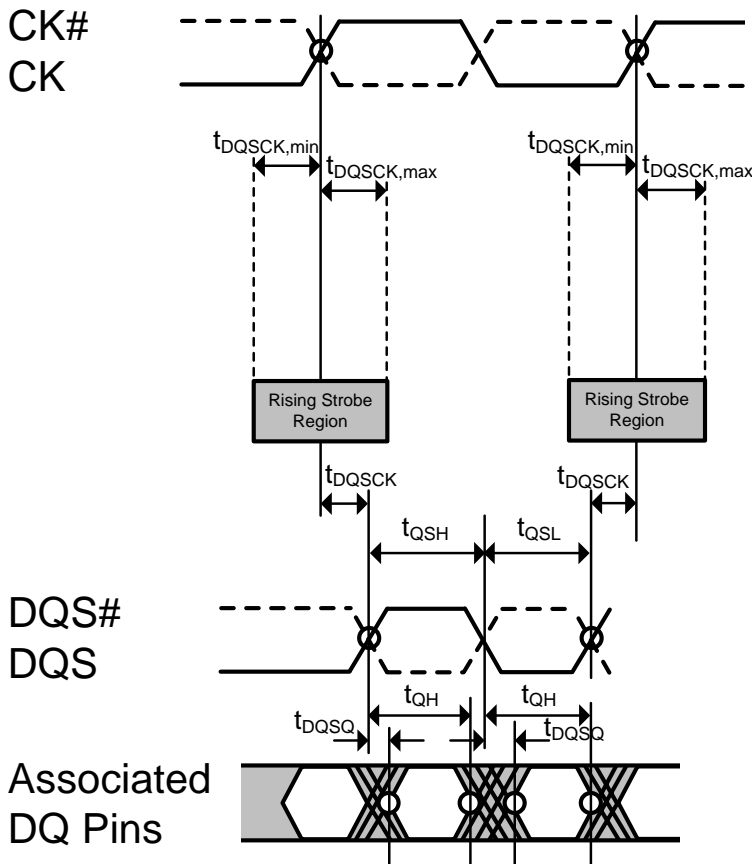 CK#
CK
tDQSCK,min
tDQSCK,max
tDQSCK,min
tDQSCK,max
Rising Strobe
Region
Rising Strobe
Region
tDQSCK
tDQSCK
tQSH
tQSL
DQS#
DQS
tQH
tQH
tDQSQ
tDQSQ
Associated
DQ Pins